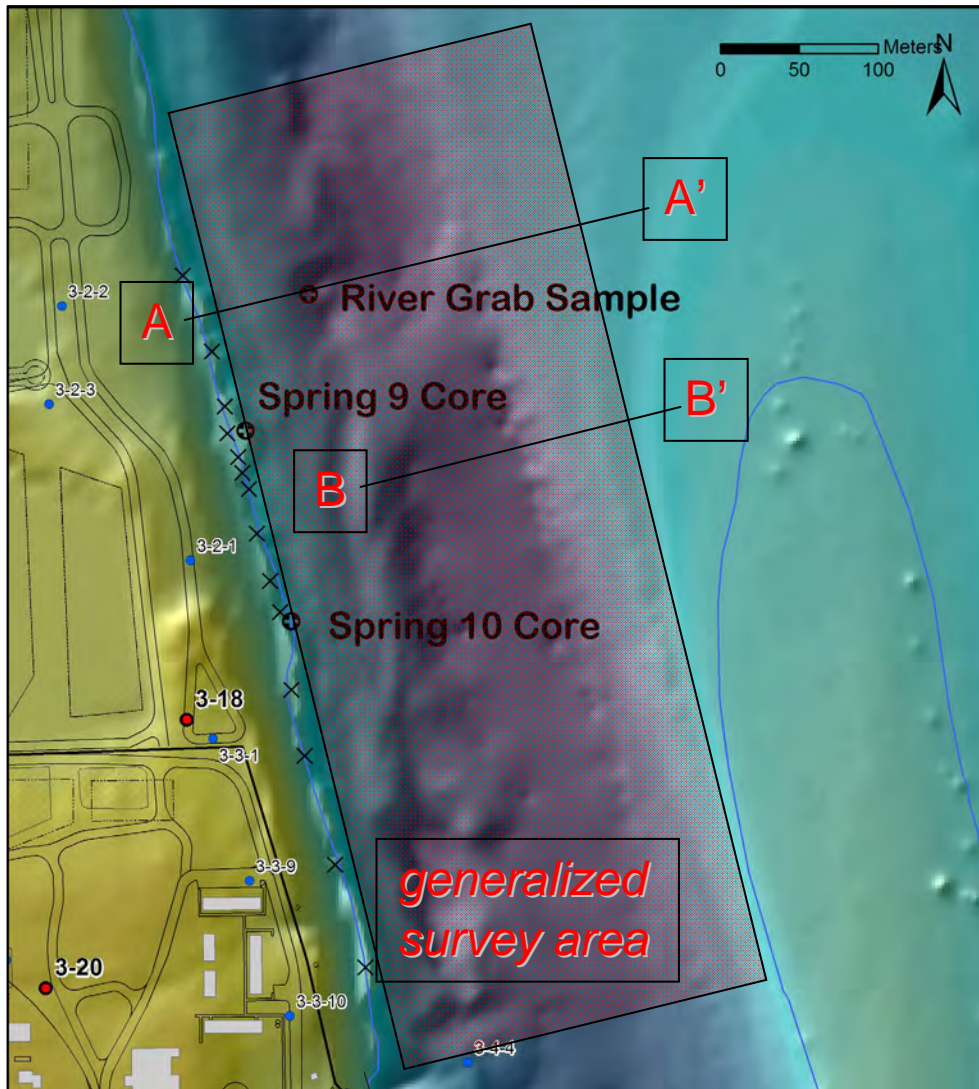 Meters
N
0 50 100
A'
3-2-2
A
River Grab Sample
3-2-3
Spring 9 Core
B'
B
3-2-1
Spring 10 Core
3-18
3-3-1
generalized
survey area
3-3-9
3-20
3-3-10
3-4-4